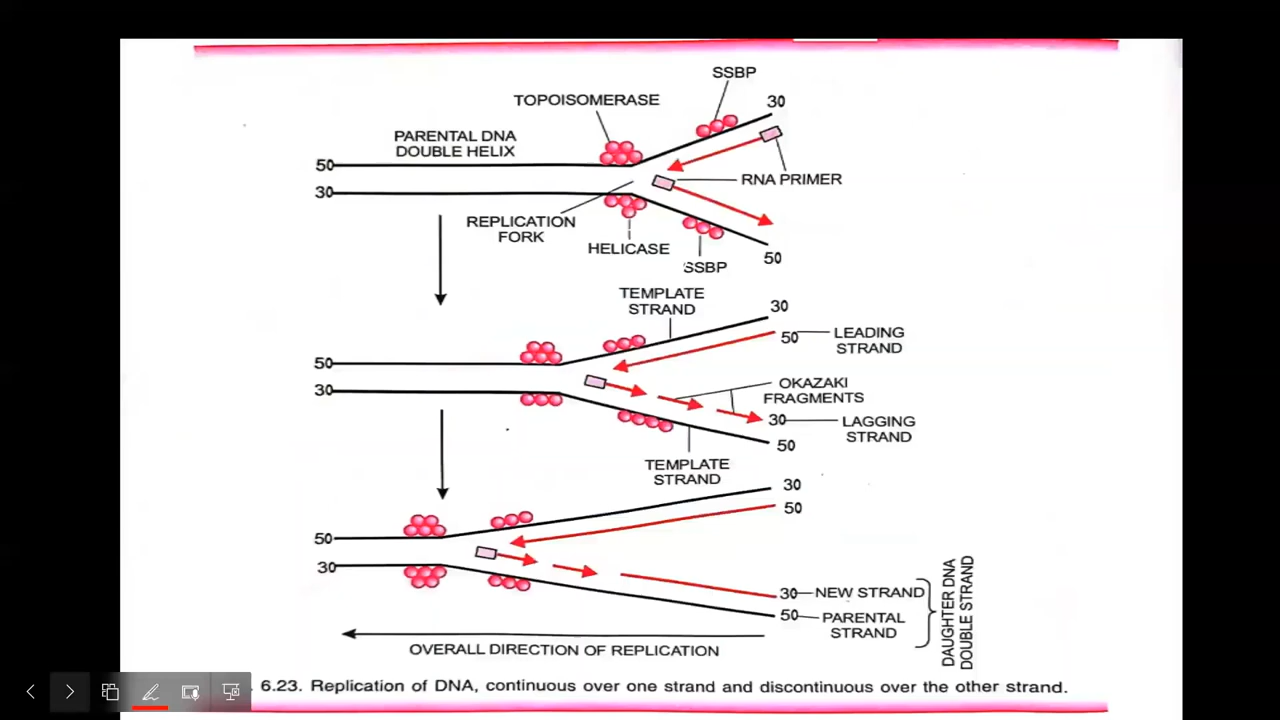 SSBP
TOPOISOMERASE
30
PARENTAL DNA
DOUBLE HELIX
50
RNA PRIMER
30
REPLICATION
FORK
HELICASE
50
SSBP
TEMPLATE
STRAND
30
50
LEADING
STRAND
50
30
OKAZAKI
FRAGMENTS
30
LAGGING
STRAND
50
TEMPLATE
STRAND
30
50
50
30
30
NEW STRAND
50
PARENTAL
STRAND
DAUGHTER DNA
DOUBLE STRAND
OVERALL DIRECTION OF REPLICATION
6.23. Replication of DNA, continuous over one strand and discontinuous over the other strand.